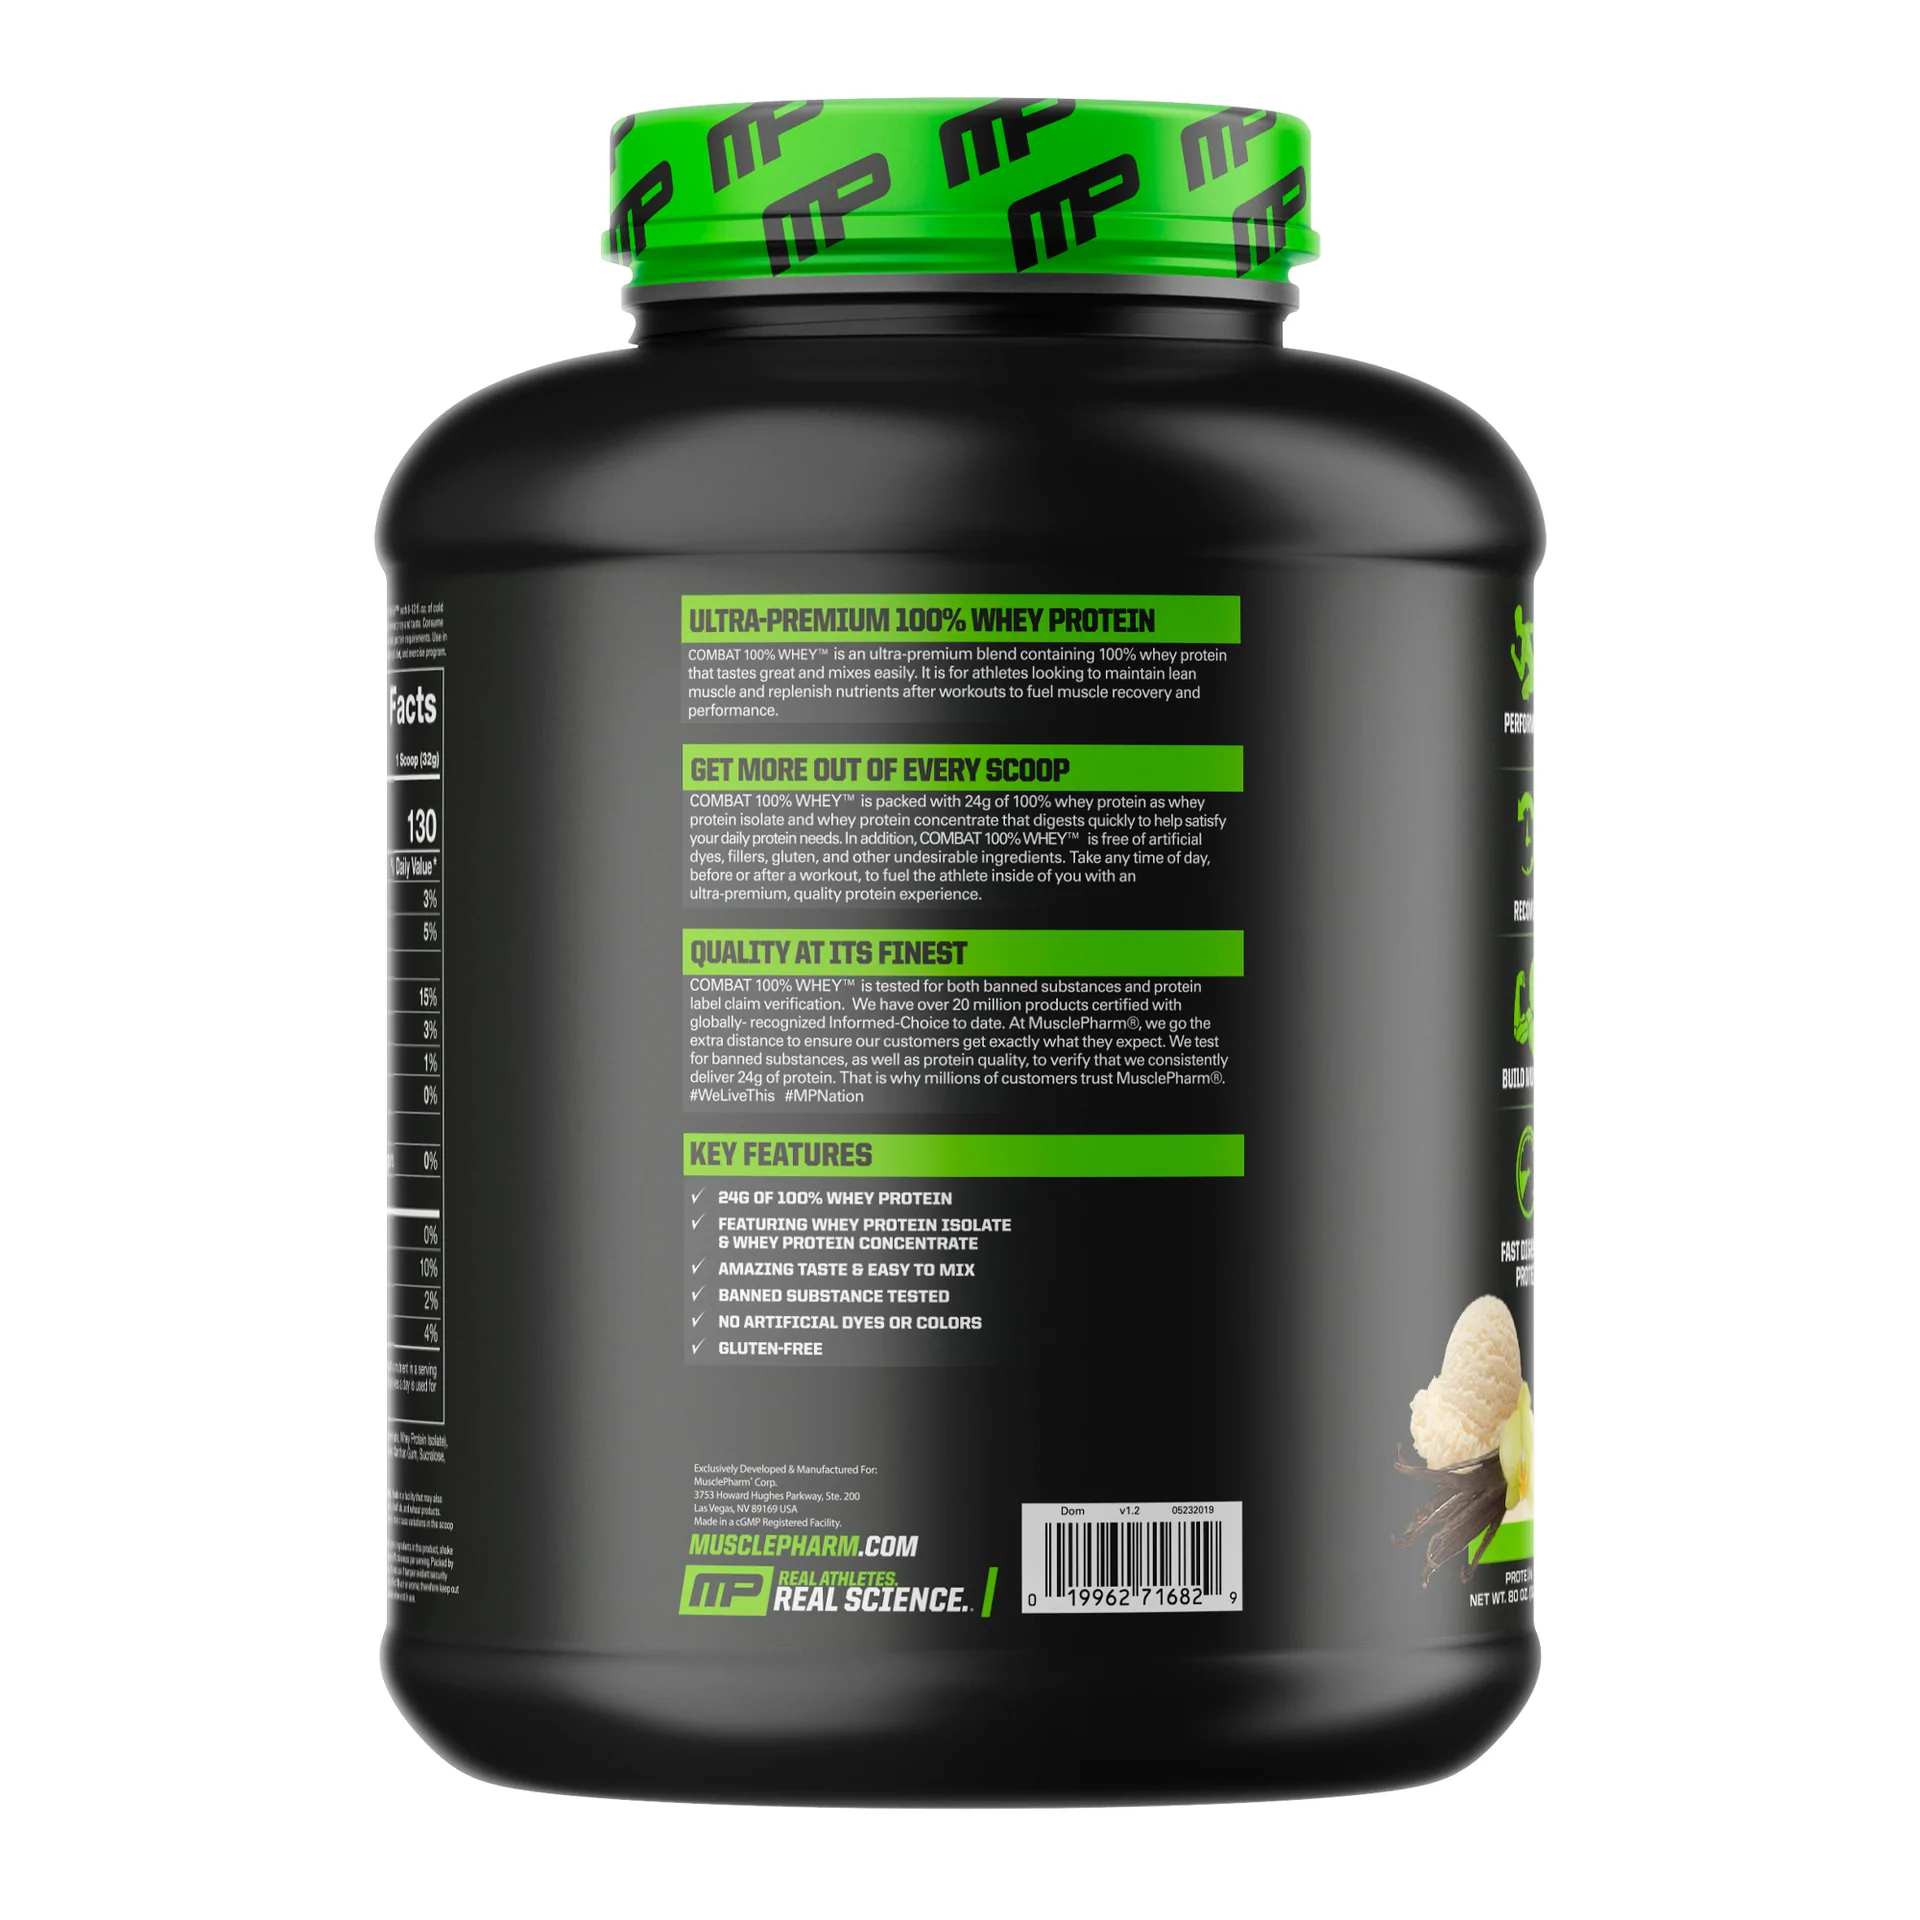 MP MP MP MP MP MP MP
ULTRA-PREMIUM 100% WHEY PROTEIN
COMBAT 100% WHEY™ is an ultra-premium blend containing 100% whey protein
that tastes great and mixes easily. It is for athletes looking to maintain lean
muscle and replenish nutrients after workouts to fuel muscle recovery and
performance.
GET MORE OUT OF EVERY SCOOP
COMBAT 100% WHEY™ is packed with 24g of 100% whey protein as whey
protein isolate and whey protein concentrate that digests quickly to help satisfy
your daily protein needs. In addition, COMBAT 100% WHEY™ is free of artificial
dyes, fillers, gluten, and other undesirable ingredients. Take any time of day,
before or after a workout, to fuel the athlete inside of you with an
ultra-premium, quality protein experience.
QUALITY AT ITS FINEST
COMBAT 100% WHEY™ is tested for both banned substances and protein
label claim verification. We have over 20 million products certified with
globally- recognized Informed-Choice to date. At MusclePharm®, we go the
extra distance to ensure our customers get exactly what they expect. We test
for banned substances, as well as protein quality, to verify that we consistently
deliver 24g of protein. That is why millions of customers trust MusclePharm®.
#WeLiveThis #MPNation
KEY FEATURES
✓ 24G OF 100% WHEY PROTEIN
✓ FEATURING WHEY PROTEIN ISOLATE
& WHEY PROTEIN CONCENTRATE
✓ AMAZING TASTE & EASY TO MIX
✓ BANNED SUBSTANCE TESTED
✓ NO ARTIFICIAL DYES OR COLORS
✓ GLUTEN-FREE
Exclusively Developed & Manufactured For:
MusclePharm® Corp.
3753 Howard Hughes Parkway, Ste. 200
Las Vegas, NV 89169 USA
Made in a cGMP Registered Facility.
MUSCLEPHARM.COM
MP REAL ATHLETES.
REAL SCIENCE.
Dom v1.2 05232019
0 19962 71682 9
Facts
1 Scoop (32g)
130
% Daily Value*
3%
5%
15%
3%
1%
0%
0%
0%
10%
2%
4%
BUILD
FAST
NET WT. 80 OZ